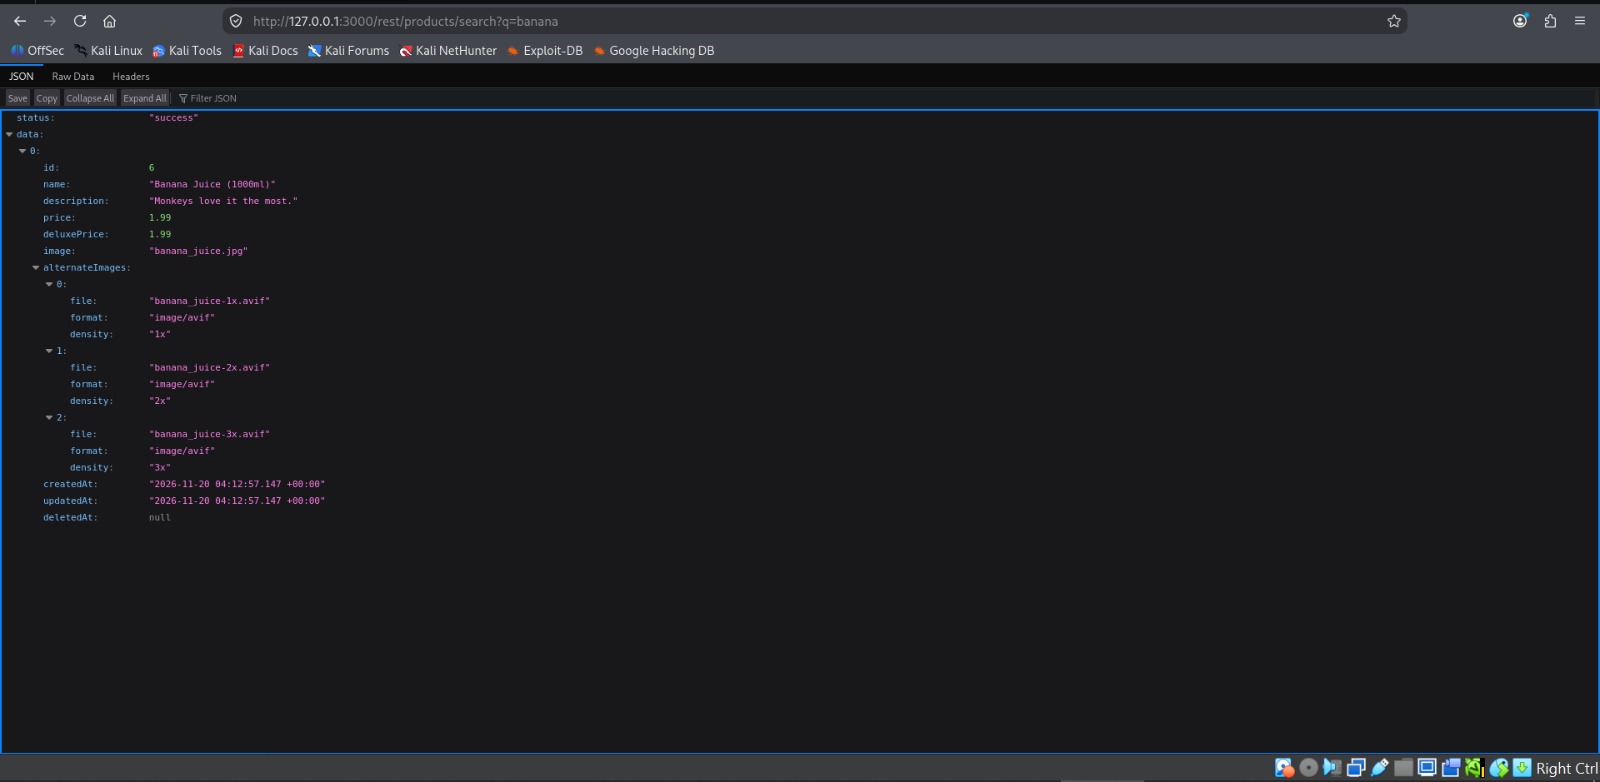 http://127.0.0.1:3000/rest/products/search?q=banana
OffSec Kali Linux Kali Tools Kali Docs Kali Forums Kali NetHunter Exploit-DB Google Hacking DB
JSON Raw Data Headers
Save Copy Collapse All Expand All Filter JSON
status: "success"
data:
0:
id: 6
name: "Banana Juice (1000ml)"
description: "Monkeys love it the most."
price: 1.99
deluxePrice: 1.99
image: "banana_juice.jpg"
alternateImages:
0:
file: "banana_juice-1x.avif"
format: "image/avif"
density: "1x"
1:
file: "banana_juice-2x.avif"
format: "image/avif"
density: "2x"
2:
file: "banana_juice-3x.avif"
format: "image/avif"
density: "3x"
createdAt: "2026-11-20 04:12:57.147 +00:00"
updatedAt: "2026-11-20 04:12:57.147 +00:00"
deletedAt: null
Right Ctrl